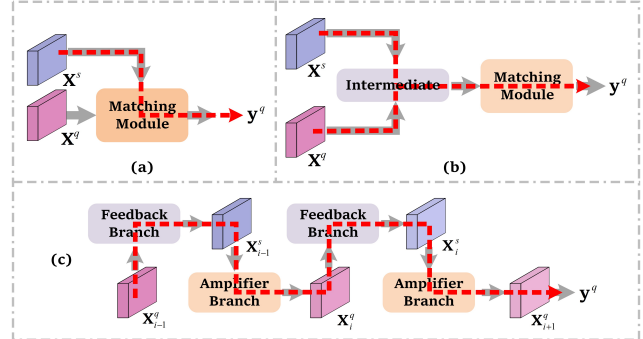 X^s
X^q
Matching
Module
y^q
(a)
X^s
Intermediate
Matching
Module
y^q
X^q
(b)
(c)
Feedback
Branch
X^s_{i-1}
Feedback
Branch
X^s_i
X^q_{i-1}
Amplifier
Branch
X^q_i
Amplifier
Branch
X^q_{i+1}
y^q